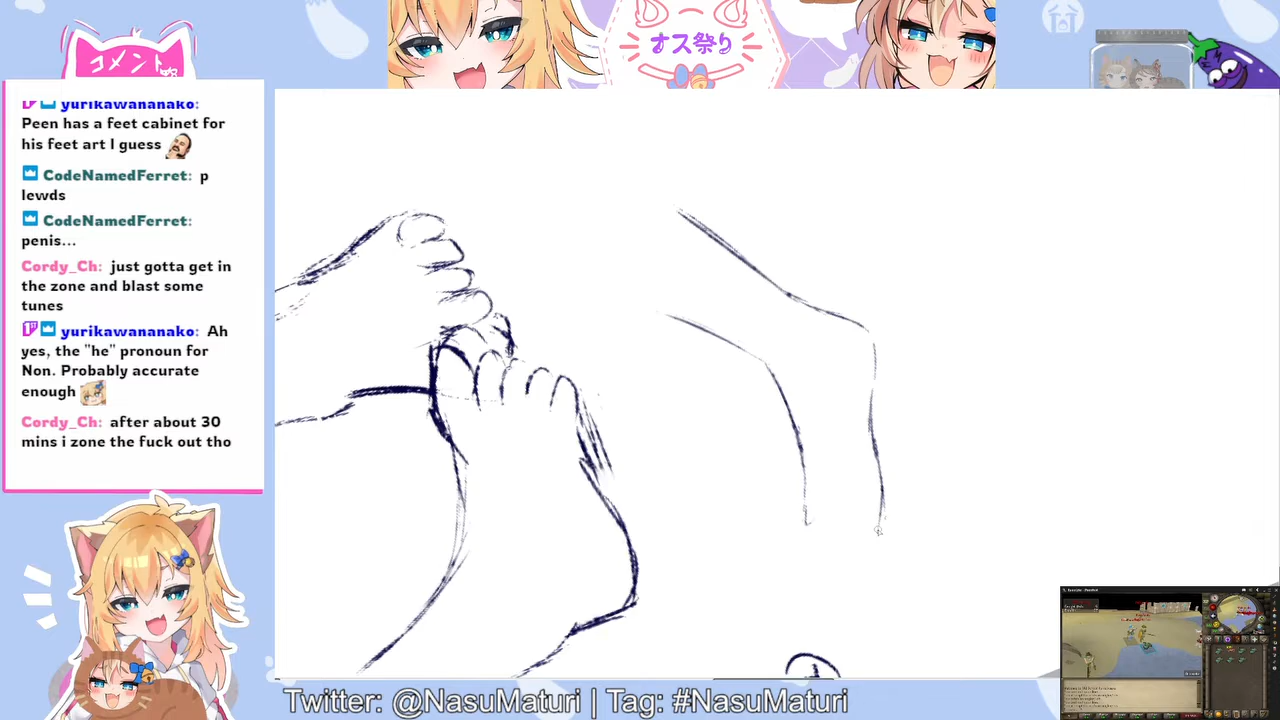 コメント
オス祭り
yurikawananako:
Peen has a feet cabinet for
his feet art I guess
CodeNamedFerret: p
lewds
CodeNamedFerret:
penis...
Cordy_Ch: just gotta get in
the zone and blast some
tunes
yurikawananako: Ah
yes, the "he" pronoun for
Non. Probably accurate
enough
Cordy_Ch: after about 30
mins i zone the fuck out tho
Twitter: @NasuMaturi | Tag: #NasuMaturi